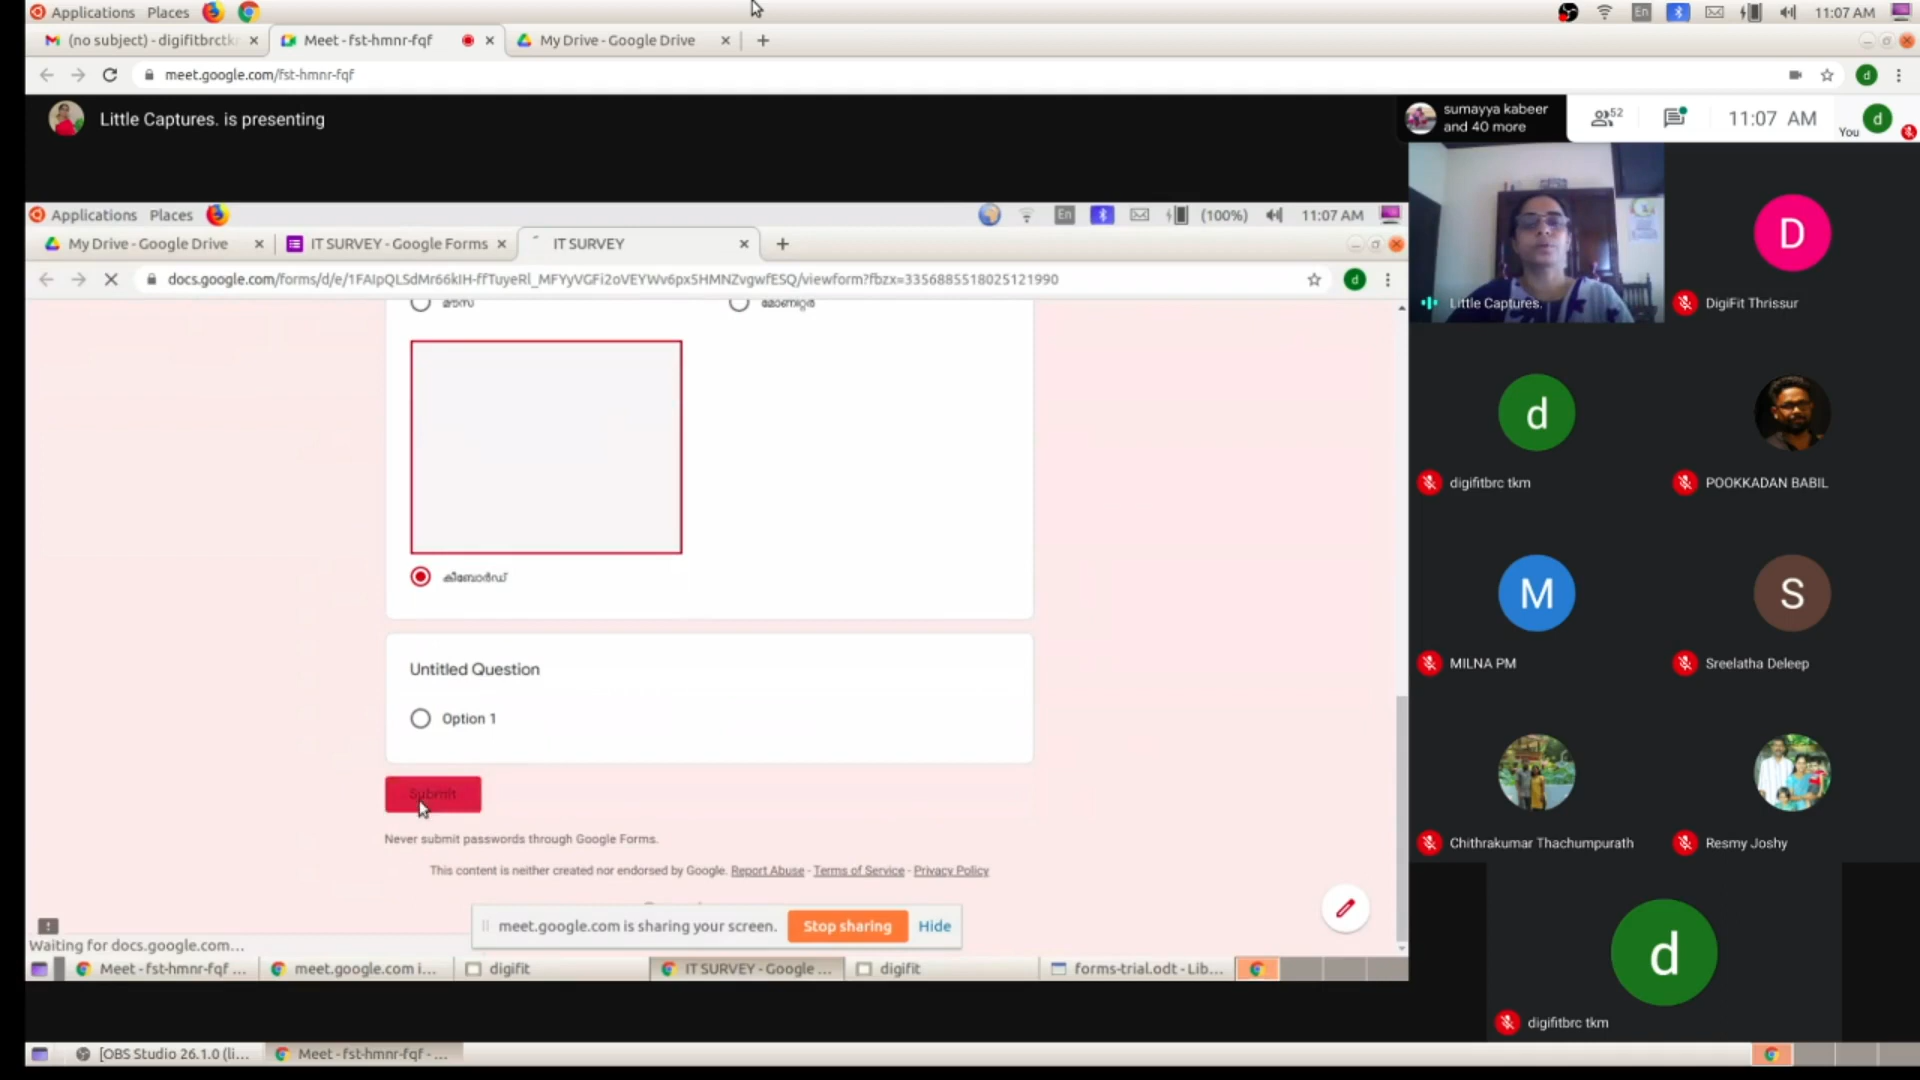 Applications Places
En 11:07 AM
(no subject) - digifitbrctk
Meet - fst-hmnr-fqf
My Drive - Google Drive
meet.google.com/fst-hmnr-fqf
d
Little Captures. is presenting
sumayya kabeer
and 40 more
52
11:07 AM
You
d
Applications Places
En (100%) 11:07 AM
My Drive - Google Drive
IT SURVEY - Google Forms
IT SURVEY
docs.google.com/forms/d/e/1FAIpQLSdMr66kIH-ffTuyeRl_MFYyVGFi2oVEYWv6px5HMNZvgwfESQ/viewform?fbzx=3356885518025121990
d
മൗസ്
മോണിറ്റർ
കീബോർഡ്
Untitled Question
Option 1
Submit
Never submit passwords through Google Forms.
This content is neither created nor endorsed by Google. Report Abuse - Terms of Service - Privacy Policy
meet.google.com is sharing your screen.
Stop sharing
Hide
Waiting for docs.google.com...
Meet - fst-hmnr-fqf ...
meet.google.com i...
digifit
IT SURVEY - Google ...
digifit
forms-trial.odt - Lib...
Little Captures.
D
DigiFit Thrissur
d
digifitbrc tkm
POOKKADAN BABIL
M
MILNA PM
S
Sreelatha Deleep
Chithrakumar Thachumpurath
Resmy Joshy
d
digifitbrc tkm
[OBS Studio 26.1.0 (li...
Meet - fst-hmnr-fqf - ...